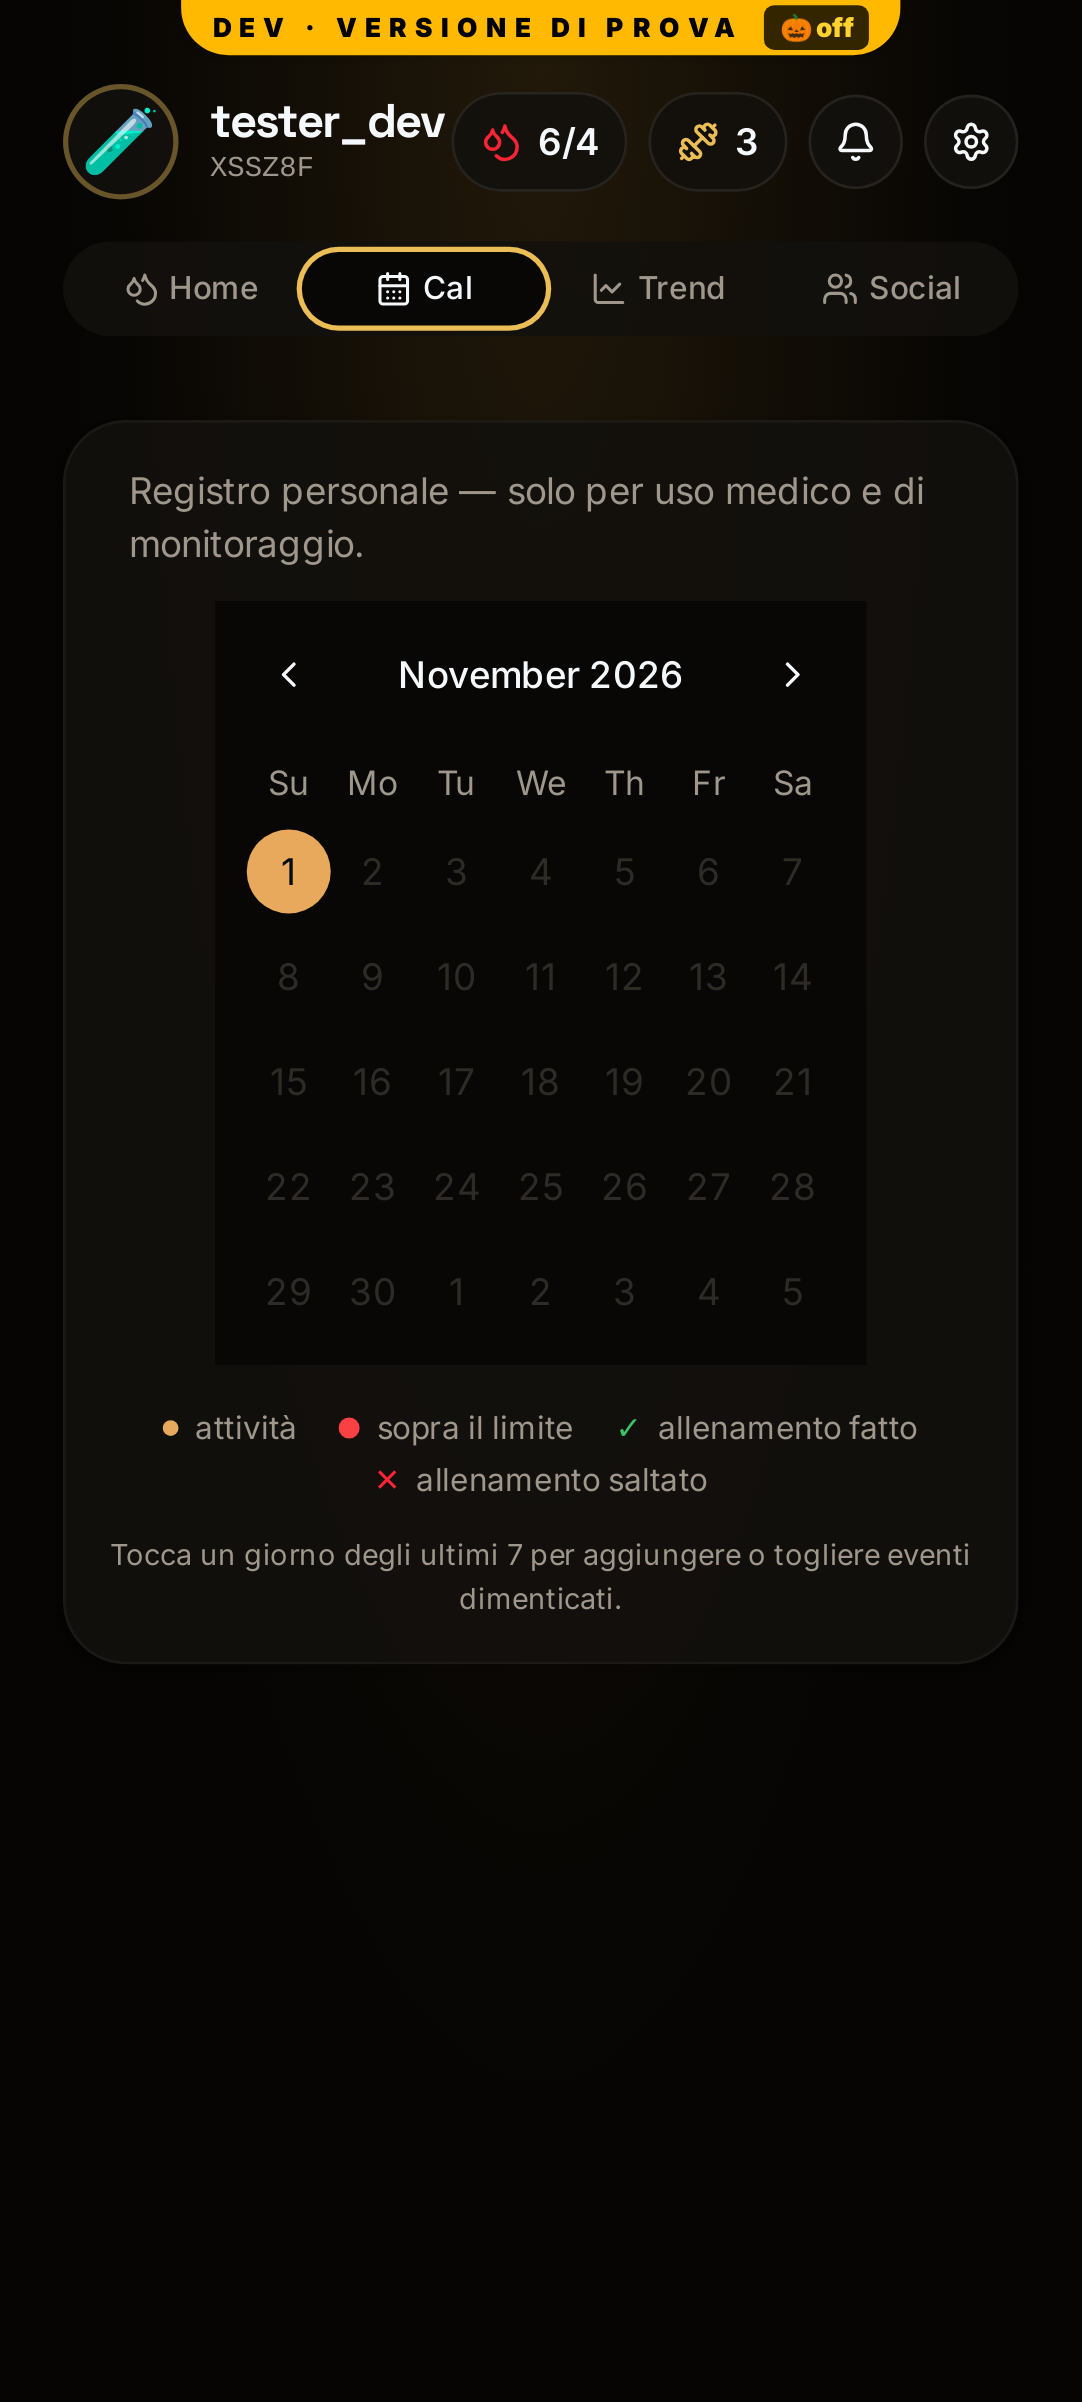 DEV · VERSIONE DI PROVA 🎃 off
tester_dev
XSSZ8F
6/4
3
Home Cal Trend Social
Registro personale — solo per uso medico e di
monitoraggio.
November 2026
Su Mo Tu We Th Fr Sa
1 2 3 4 5 6 7
8 9 10 11 12 13 14
15 16 17 18 19 20 21
22 23 24 25 26 27 28
29 30 1 2 3 4 5
attività sopra il limite ✓ allenamento fatto
✕ allenamento saltato
Tocca un giorno degli ultimi 7 per aggiungere o togliere eventi
dimenticati.